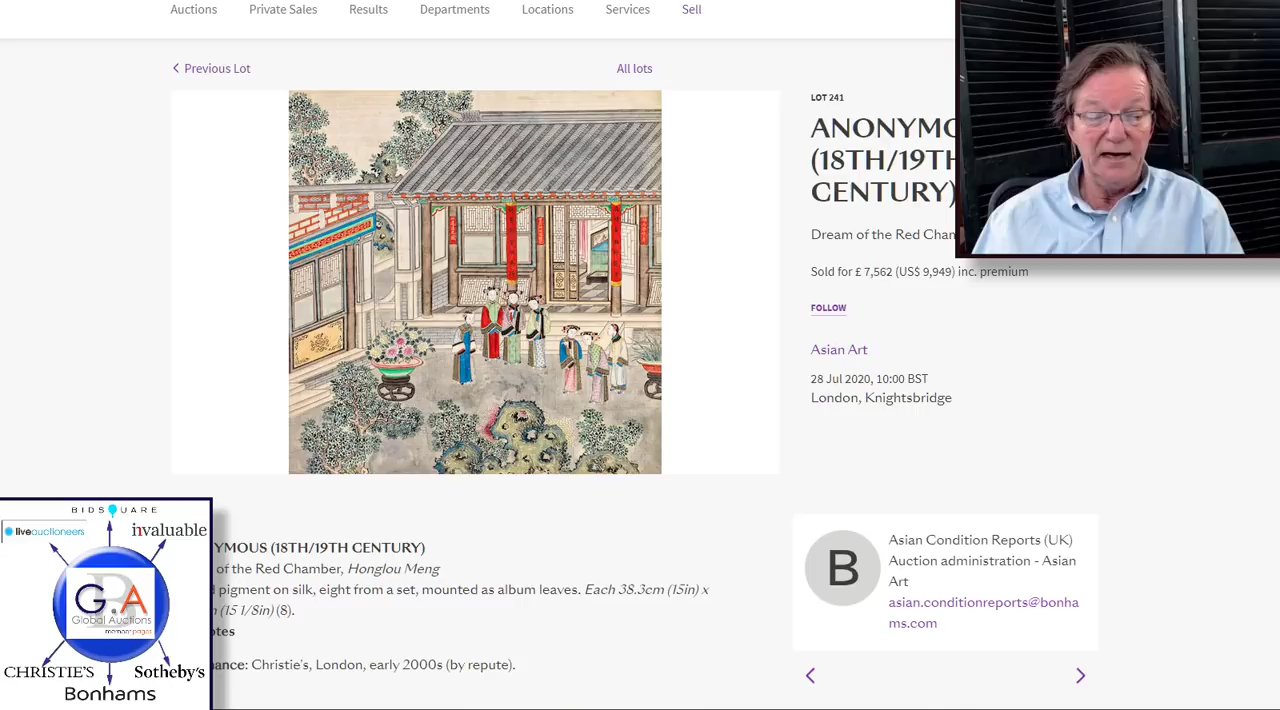 Auctions Private Sales Results Departments Locations Services Sell
Previous Lot All lots
LOT 241
ANONYMO
(18TH/19TH
CENTURY)
Dream of the Red Cham
Sold for £ 7,562 (US$ 9,949) inc. premium
FOLLOW
Asian Art
28 Jul 2020, 10:00 BST
London, Knightsbridge
YMOUS (18TH/19TH CENTURY)
of the Red Chamber, Honglou Meng
d pigment on silk, eight from a set, mounted as album leaves. Each 38.3cm (15in) x
(15 1/8in) (8).
otes
ance: Christie's, London, early 2000s (by repute).
B
Asian Condition Reports (UK)
Auction administration - Asian
Art
asian.conditionreports@bonha
ms.com
BIDSQUARE
liveauctioneers
invaluable
G.A
Global Auctions
CHRISTIE'S
Sotheby's
Bonhams